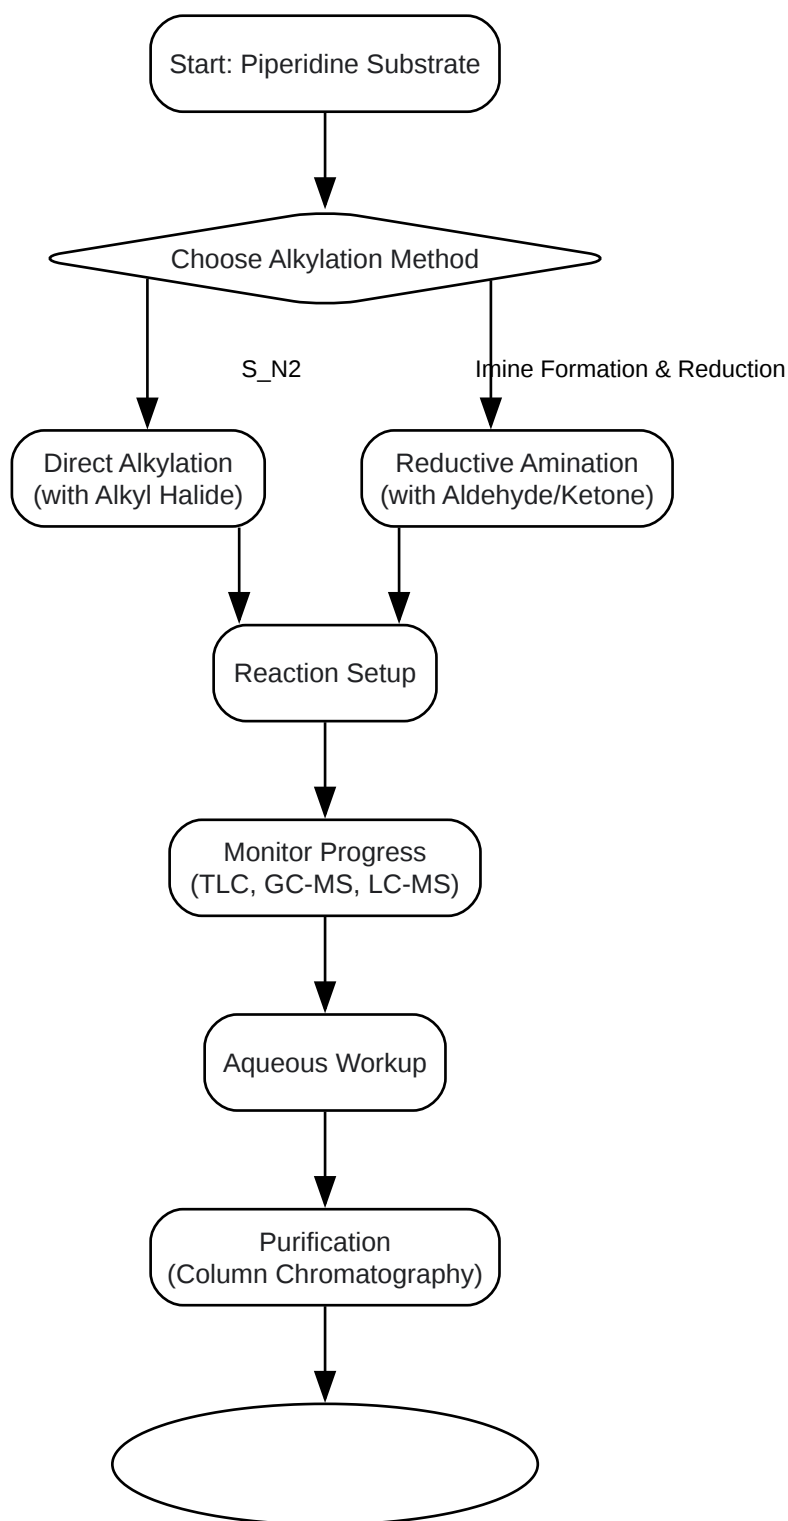 Start: Piperidine Substrate
Choose Alkylation Method
S_N2
Imine Formation & Reduction
Direct Alkylation
(with Alkyl Halide)
Reductive Amination
(with Aldehyde/Ketone)
Reaction Setup
Monitor Progress
(TLC, GC-MS, LC-MS)
Aqueous Workup
Purification
(Column Chromatography)